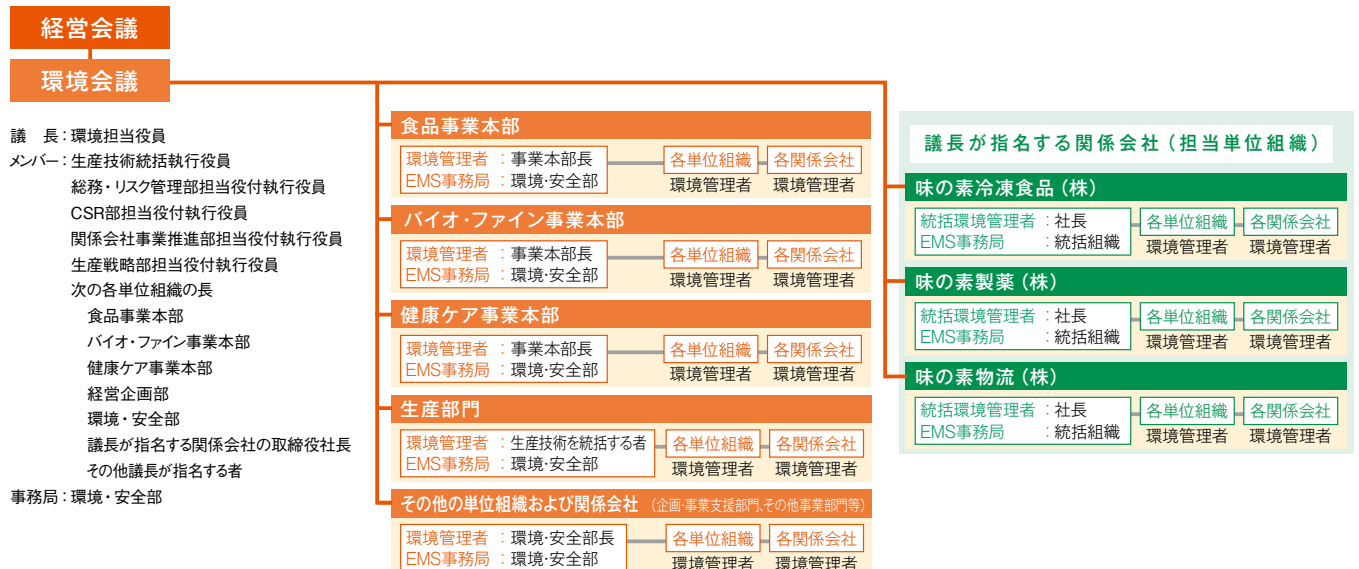 経営会議
環境会議
議　長：環境担当役員
メンバー：生産技術統括執行役員
総務・リスク管理部担当役付執行役員
CSR部担当役付執行役員
関係会社事業推進部担当役付執行役員
生産戦略部担当役付執行役員
次の各単位組織の長
食品事業本部
バイオ・ファイン事業本部
健康ケア事業本部
経営企画部
環境・安全部
議長が指名する関係会社の取締役社長
その他議長が指名する者
事務局：環境・安全部
食品事業本部
環境管理者：事業本部長
EMS事務局：環境・安全部
各単位組織
環境管理者
各関係会社
環境管理者
バイオ・ファイン事業本部
環境管理者：事業本部長
EMS事務局：環境・安全部
各単位組織
環境管理者
各関係会社
環境管理者
健康ケア事業本部
環境管理者：事業本部長
EMS事務局：環境・安全部
各単位組織
環境管理者
各関係会社
環境管理者
生産部門
環境管理者：生産技術を統括する者
EMS事務局：環境・安全部
各単位組織
環境管理者
各関係会社
環境管理者
その他の単位組織および関係会社（企画・事業支援部門、その他事業部門等）
環境管理者：環境・安全部長
EMS事務局：環境・安全部
各単位組織
環境管理者
各関係会社
環境管理者
議長が指名する関係会社（担当単位組織）
味の素冷凍食品（株）
統括環境管理者：社長
EMS事務局：統括組織
各単位組織
環境管理者
各関係会社
環境管理者
味の素製薬（株）
統括環境管理者：社長
EMS事務局：統括組織
各単位組織
環境管理者
各関係会社
環境管理者
味の素物流（株）
統括環境管理者：社長
EMS事務局：統括組織
各単位組織
環境管理者
各関係会社
環境管理者